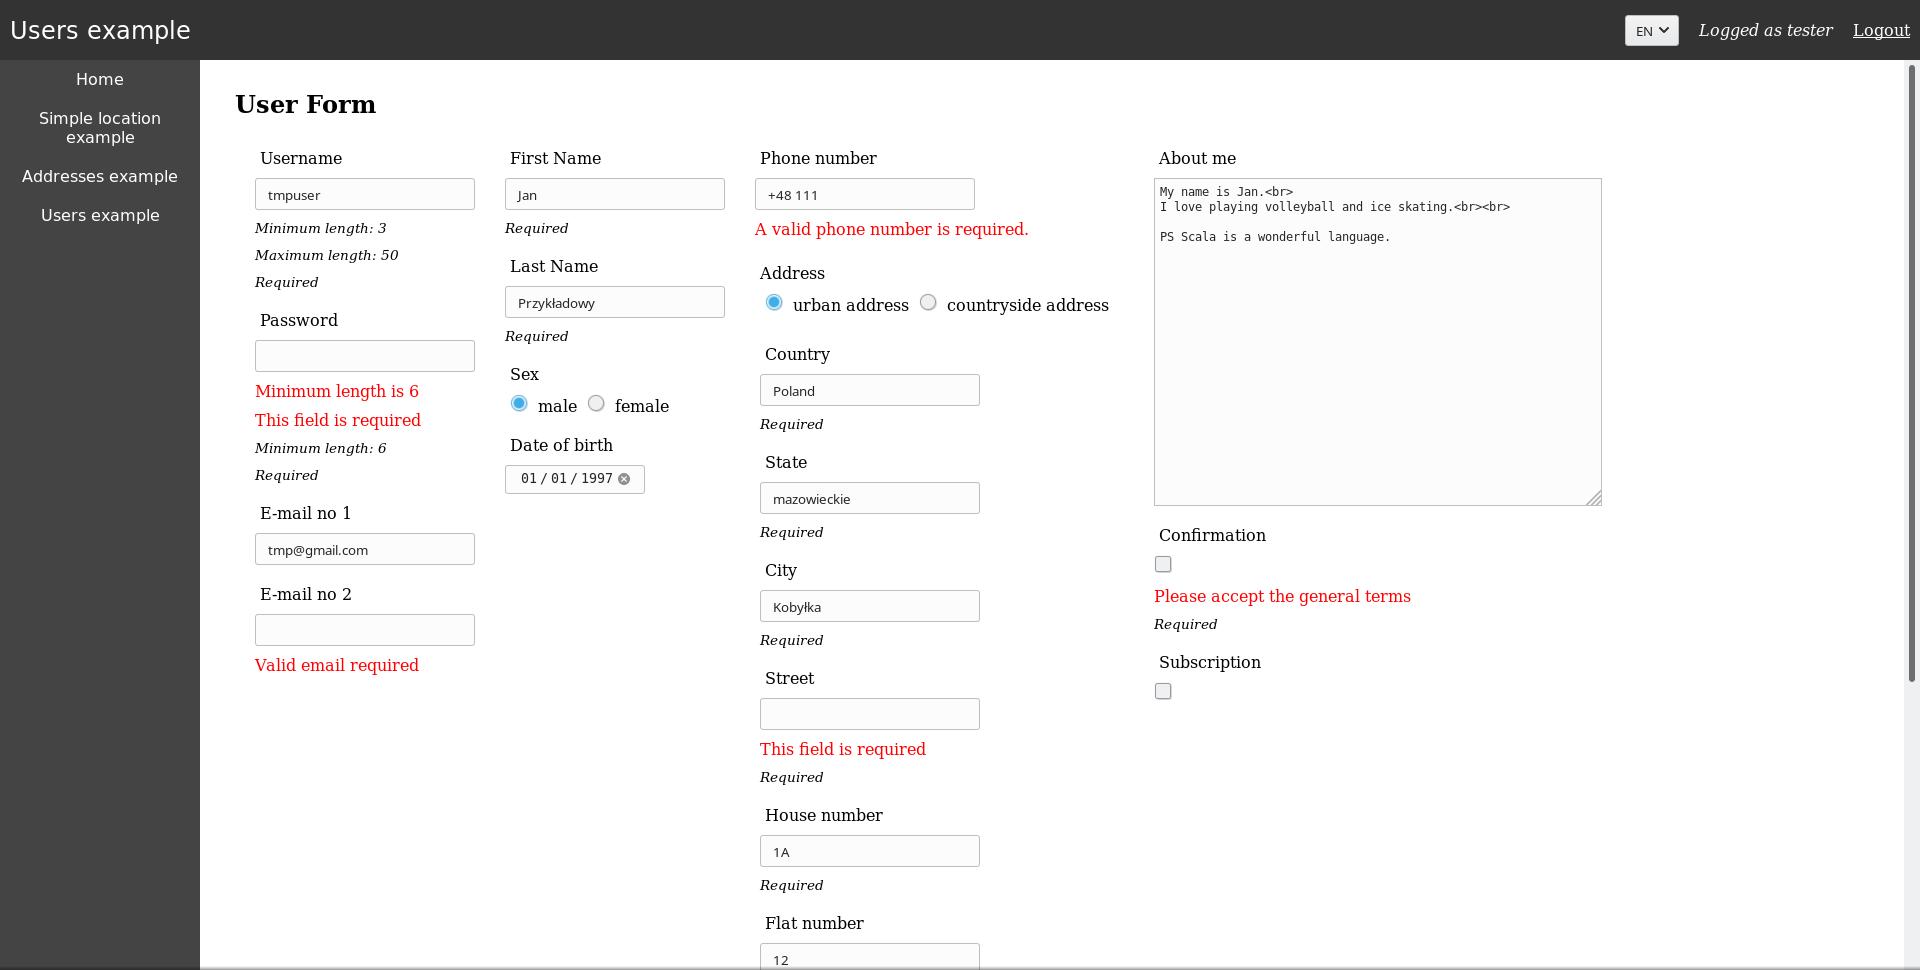 Users example
EN
Logged as tester
Logout
Home
Simple location
example
Addresses example
Users example
User Form
Username
tmpuser
Minimum length: 3
Maximum length: 50
Required
Password
Minimum length is 6
This field is required
Minimum length: 6
Required
E-mail no 1
tmp@gmail.com
E-mail no 2
Valid email required
First Name
Jan
Required
Last Name
Przykładowy
Required
Sex
male female
Date of birth
01 / 01 / 1997
Phone number
+48 111
A valid phone number is required.
Address
urban address countryside address
Country
Poland
Required
State
mazowieckie
Required
City
Kobyłka
Required
Street
This field is required
Required
House number
1A
Required
Flat number
12
About me
My name is Jan.<br>
I love playing volleyball and ice skating.<br><br>
PS Scala is a wonderful language.
Confirmation
Please accept the general terms
Required
Subscription